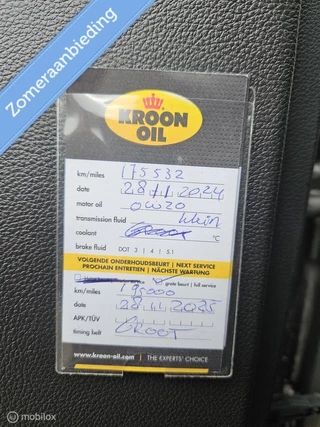 Zomeraanbieding
KROON
OIL
km/miles 175532
date 28 11 2024
motor oil 0W20
transmission fluid klein
coolant °C
brake fluid DOT 3 | 4 | 5.1
VOLGENDE ONDERHOUDSBEURT | NEXT SERVICE
PROCHAIN ENTRETIEN | NÄCHSTE WARTUNG
grote beurt | full service
km/miles
date 28 11 2025
APK/TÜV
timing belt GROOT
www.kroon-oil.com | THE EXPERTS' CHOICE
© mobilox